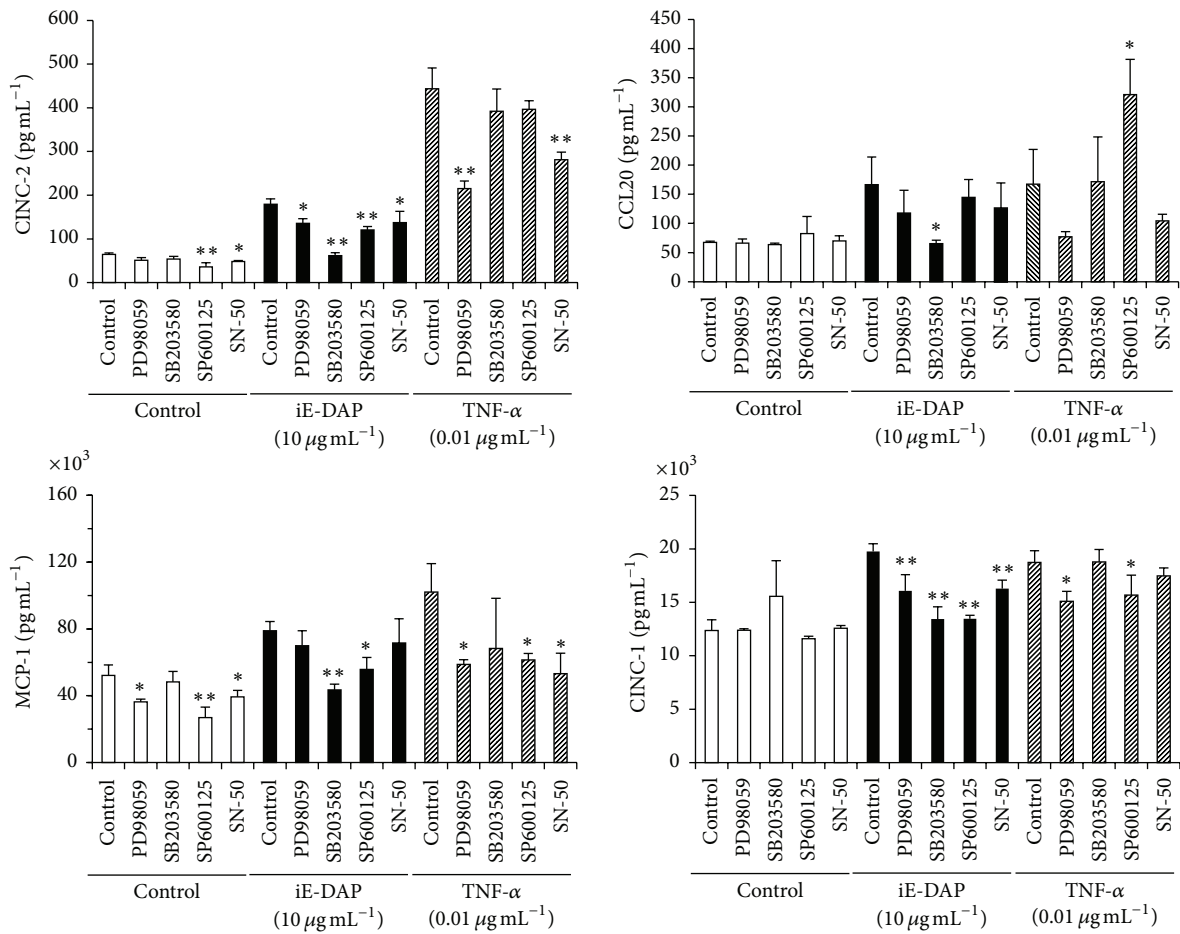 600
500
400
300
200
100
0
CINC-2 (pg mL−1)
** * * ** ** * ** **
Control PD98059 SB203580 SP600125 SN-50 Control PD98059 SB203580 SP600125 SN-50 Control PD98059 SB203580 SP600125 SN-50
Control iE-DAP TNF-α
(10 μg mL−1) (0.01 μg mL−1)
450
400
350
300
250
200
150
100
50
0
CCL20 (pg mL−1)
* *
Control PD98059 SB203580 SP600125 SN-50 Control PD98059 SB203580 SP600125 SN-50 Control PD98059 SB203580 SP600125 SN-50
Control iE-DAP TNF-α
(10 μg mL−1) (0.01 μg mL−1)
×10³
160
120
80
40
0
MCP-1 (pg mL−1)
* ** * ** * * * *
Control PD98059 SB203580 SP600125 SN-50 Control PD98059 SB203580 SP600125 SN-50 Control PD98059 SB203580 SP600125 SN-50
Control iE-DAP TNF-α
(10 μg mL−1) (0.01 μg mL−1)
×10³
25
20
15
10
5
0
CINC-1 (pg mL−1)
** ** ** ** * *
Control PD98059 SB203580 SP600125 SN-50 Control PD98059 SB203580 SP600125 SN-50 Control PD98059 SB203580 SP600125 SN-50
Control iE-DAP TNF-α
(10 μg mL−1) (0.01 μg mL−1)